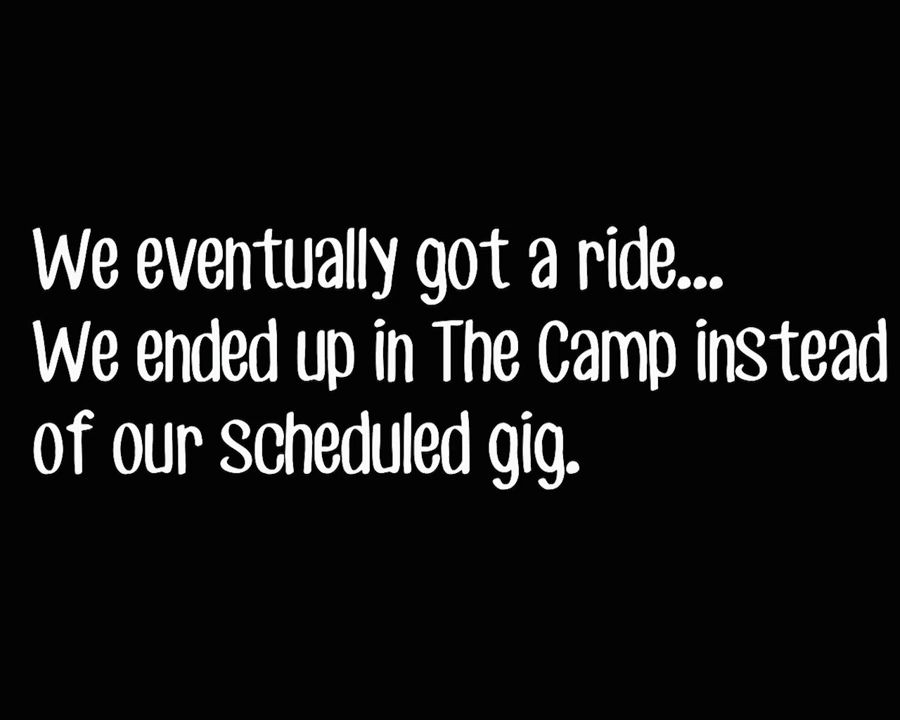 We eventually got a ride...
We ended up in The Camp instead
of our scheduled gig.